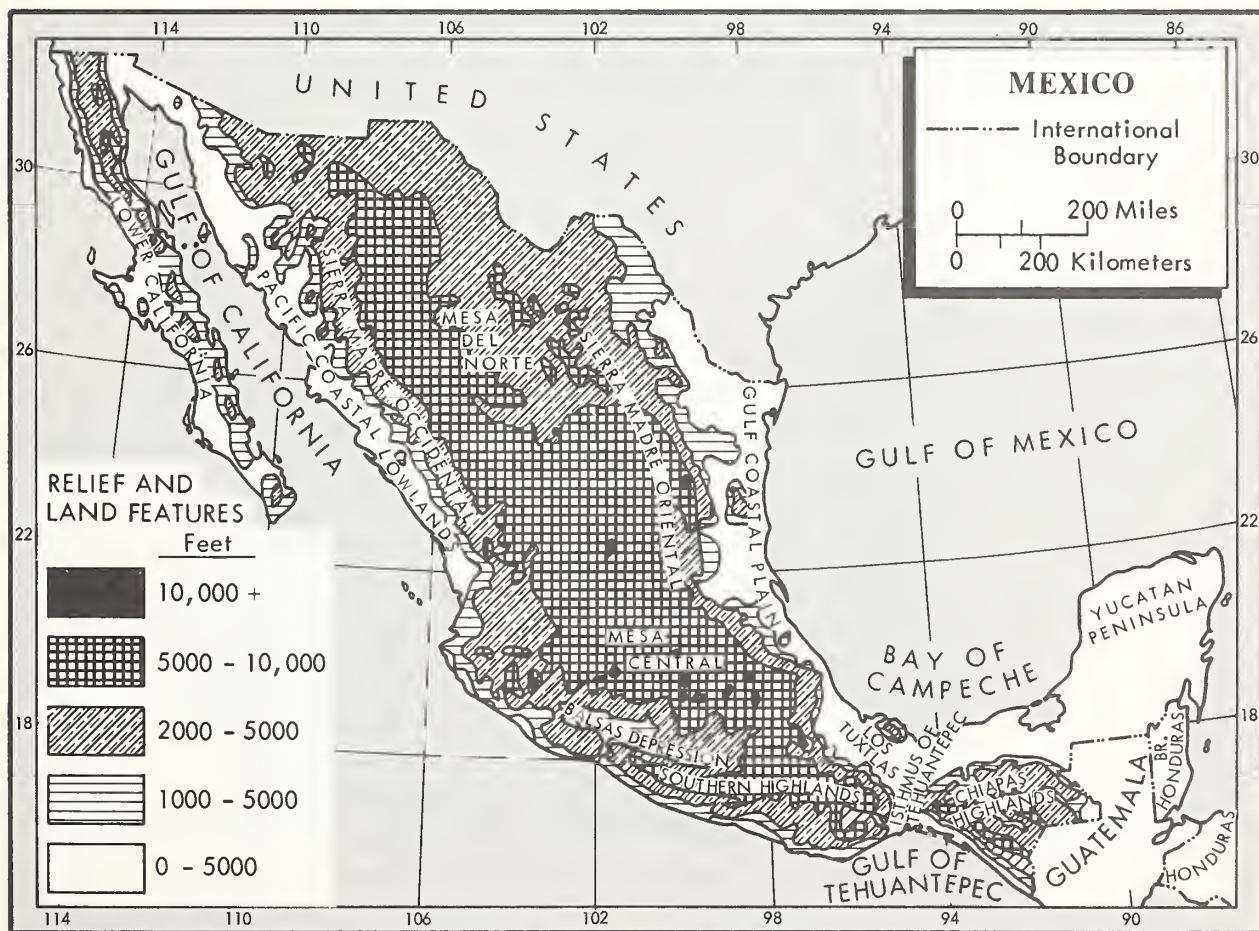 114 110 106 102 98 94 90 86
MEXICO
International
Boundary
0 200 Miles
0 200 Kilometers
UNITED STATES
30
30
26
26
22
22
18
18
GULF OF CALIFORNIA
LOWER CALIFORNIA
PACIFIC COASTAL LOWLANDS
SIERRA MADRE OCCIDENTAL
MESA
DEL
NORTE
SIERRA MADRE ORIENTAL
GULF COASTAL PLAIN
GULF OF MEXICO
MESA
CENTRAL
BAY OF
CAMPECHE
YUCATAN
PENINSULA
BALSAS DEPRESSION
SOUTHERN HIGHLANDS
LOS
TUXTLAS
ISTHMUS OF
TEHUANTEPEC
CHIAPAS
HIGHLANDS
GULF OF
TEHUANTEPEC
GUATEMALA
BR.
HONDURAS
HONDURAS
RELIEF AND
LAND FEATURES
Feet
10,000 +
5000 - 10,000
2000 - 5000
1000 - 5000
0 - 5000
114 110 106 102 98 94 90